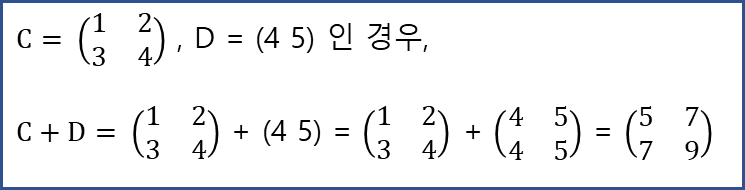 C = (1 2
3 4) , D = (4 5) 인 경우,
C + D = (1 2
3 4) + (4 5) = (1 2
3 4) + (4 5
4 5) = (5 7
7 9)